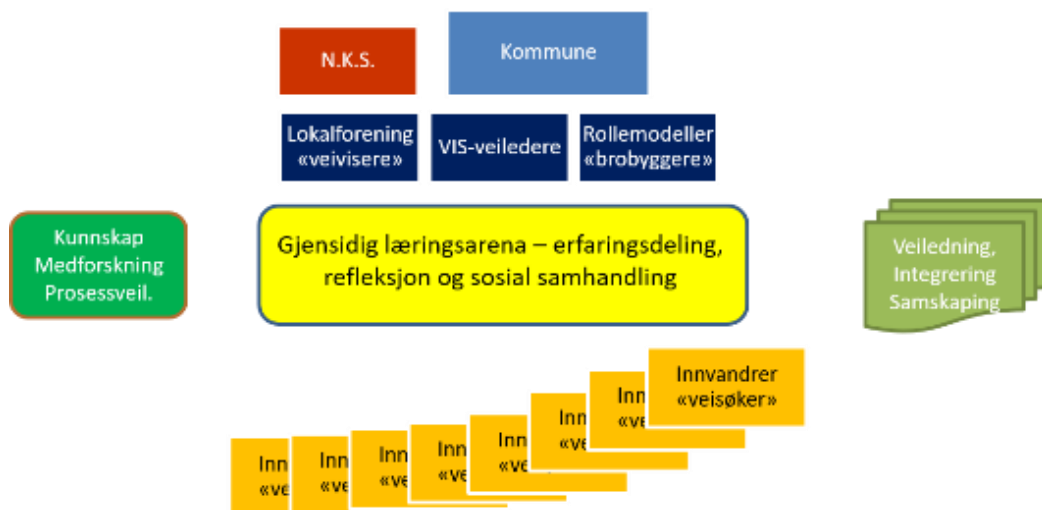 N.K.S.
Kommune
Lokalforening
«veivisere»
VIS-veiledere
Rollemodeller
«brobyggere»
Kunnskap
Medforskning
Prosessveil.
Gjensidig læringsarena – erfaringsdeling,
refleksjon og sosial samhandling
Veiledning,
Integrering
Samskaping
Innvandrer
«veisøker»